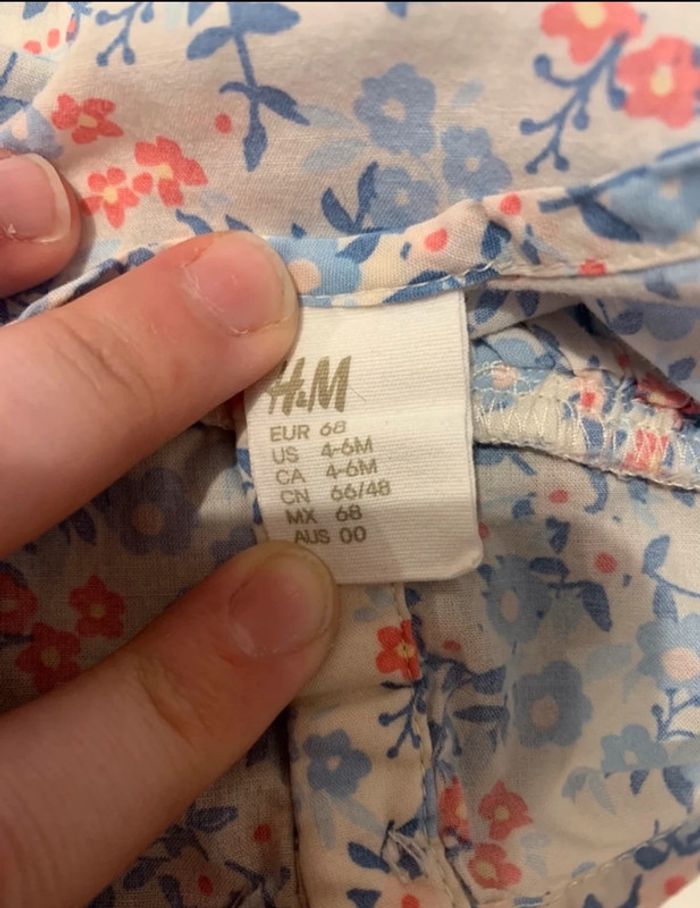 H&M
EUR 68
US 4-6M
CA 4-6M
CN 66/48
MX 68
AUS 00